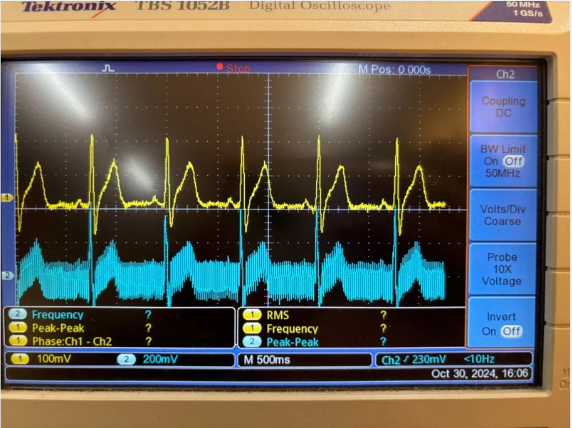 Tektronix TBS 1052B Digital Oscilloscope 50 MHz
1 GS/s
Stop M Pos: 0.000s Ch2
Coupling
DC
BW Limit
On Off
50MHz
Volts/Div
Coarse
Probe
10X
Voltage
Invert
On Off
1
2
2 Frequency ?
1 Peak-Peak ?
1 Phase:Ch1 - Ch2 ?
1 RMS ?
1 Frequency ?
2 Peak-Peak ?
1 100mV 2 200mV M 500ms Ch2 230mV <10Hz
Oct 30, 2024, 16:06